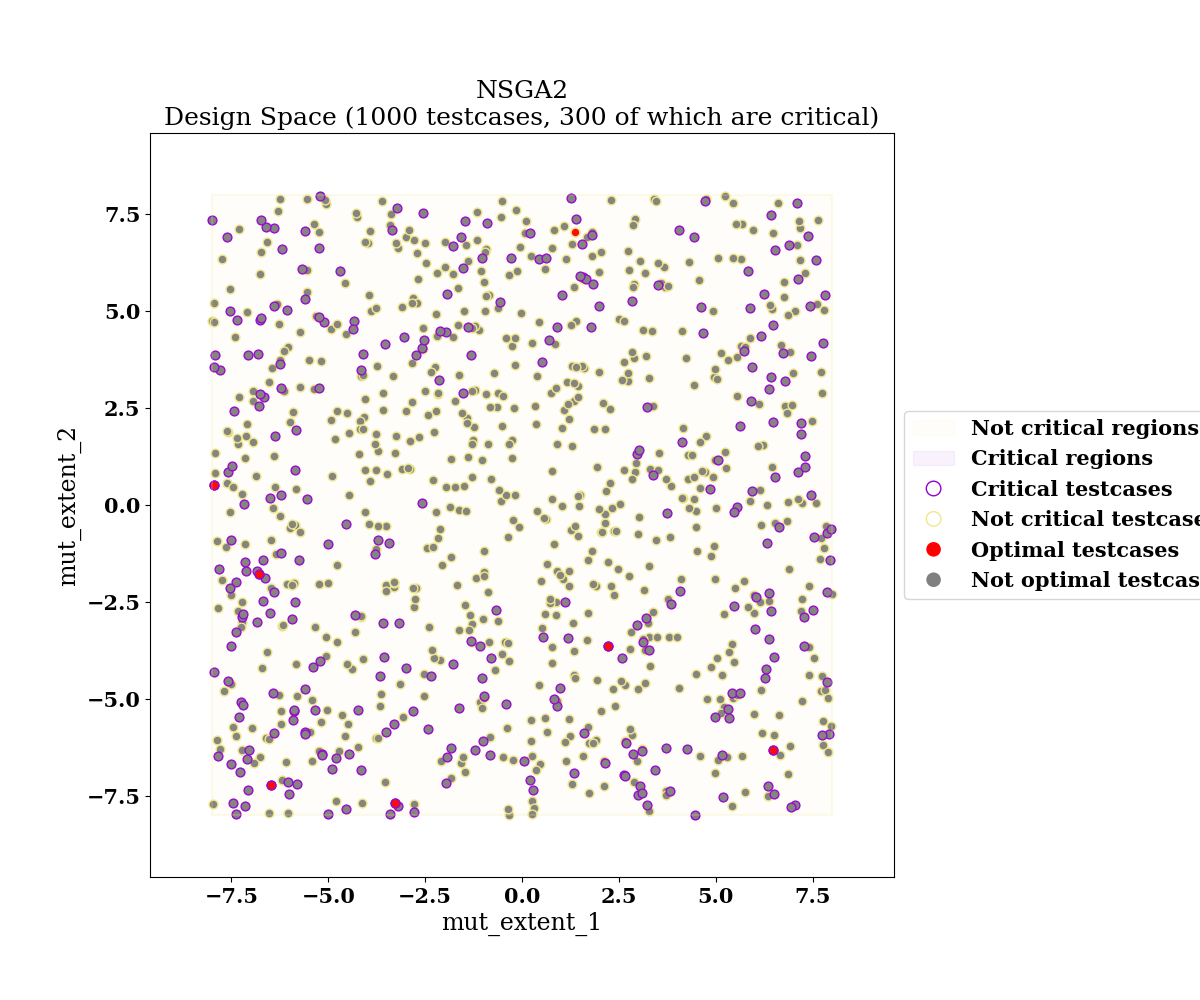 NSGA2
Design Space (1000 testcases, 300 of which are critical)
mut_extent_2
7.5
5.0
2.5
0.0
−2.5
−5.0
−7.5
−7.5 −5.0 −2.5 0.0 2.5 5.0 7.5
mut_extent_1
Not critical regions
Critical regions
Critical testcases
Not critical testcase
Optimal testcases
Not optimal testcas